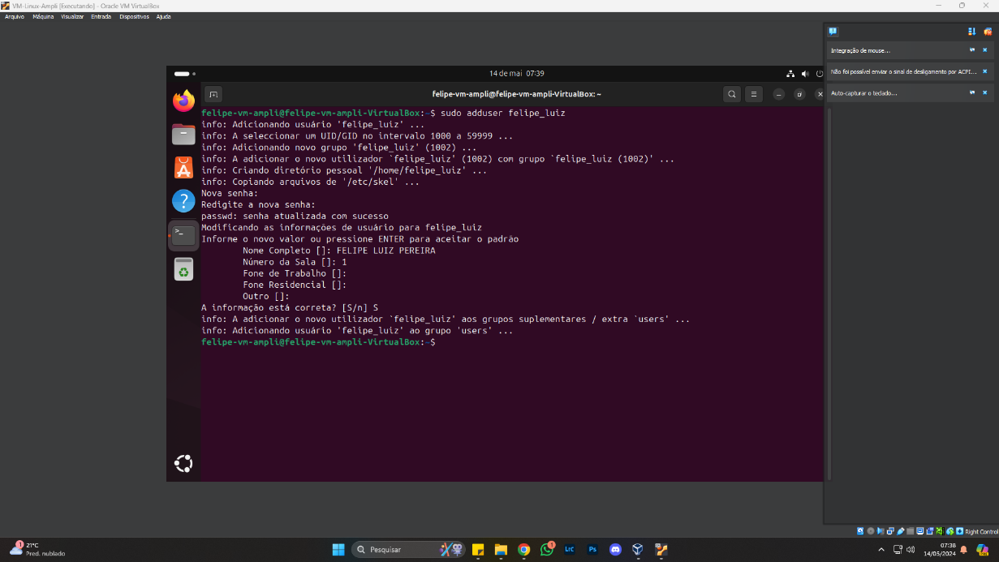 VM-Linux-Ampli [Executando] - Oracle VM VirtualBox
Arquivo Máquina Visualizar Entrada Dispositivos Ajuda
Integração de mouse...
Não foi possível enviar o sinal de desligamento por ACPI...
Auto-capturar o teclado...
14 de mai 07:39
felipe-vm-ampli@felipe-vm-ampli-VirtualBox: ~
felipe-vm-ampli@felipe-vm-ampli-VirtualBox:~$ sudo adduser felipe_luiz
info: Adicionando usuário 'felipe_luiz' ...
info: A seleccionar um UID/GID no intervalo 1000 a 59999 ...
info: Adicionando novo grupo 'felipe_luiz' (1002) ...
info: A adicionar o novo utilizador `felipe_luiz' (1002) com grupo `felipe_luiz (1002)' ...
info: Criando diretório pessoal '/home/felipe_luiz' ...
info: Copiando arquivos de '/etc/skel' ...
Nova senha:
Redigite a nova senha:
passwd: senha atualizada com sucesso
Modificando as informações de usuário para felipe_luiz
Informe o novo valor ou pressione ENTER para aceitar o padrão
Nome Completo []: FELIPE LUIZ PEREIRA
Número da Sala []: 1
Fone de Trabalho []:
Fone Residencial []:
Outro []:
A informação está correta? [S/n] S
info: A adicionar o novo utilizador `felipe_luiz' aos grupos suplementares / extra `users' ...
info: Adicionando usuário 'felipe_luiz' ao grupo 'users' ...
felipe-vm-ampli@felipe-vm-ampli-VirtualBox:~$
Right Control
1
21°C
Pred. nublado
Pesquisar
1
LrC
Ps
07:38
14/05/2024